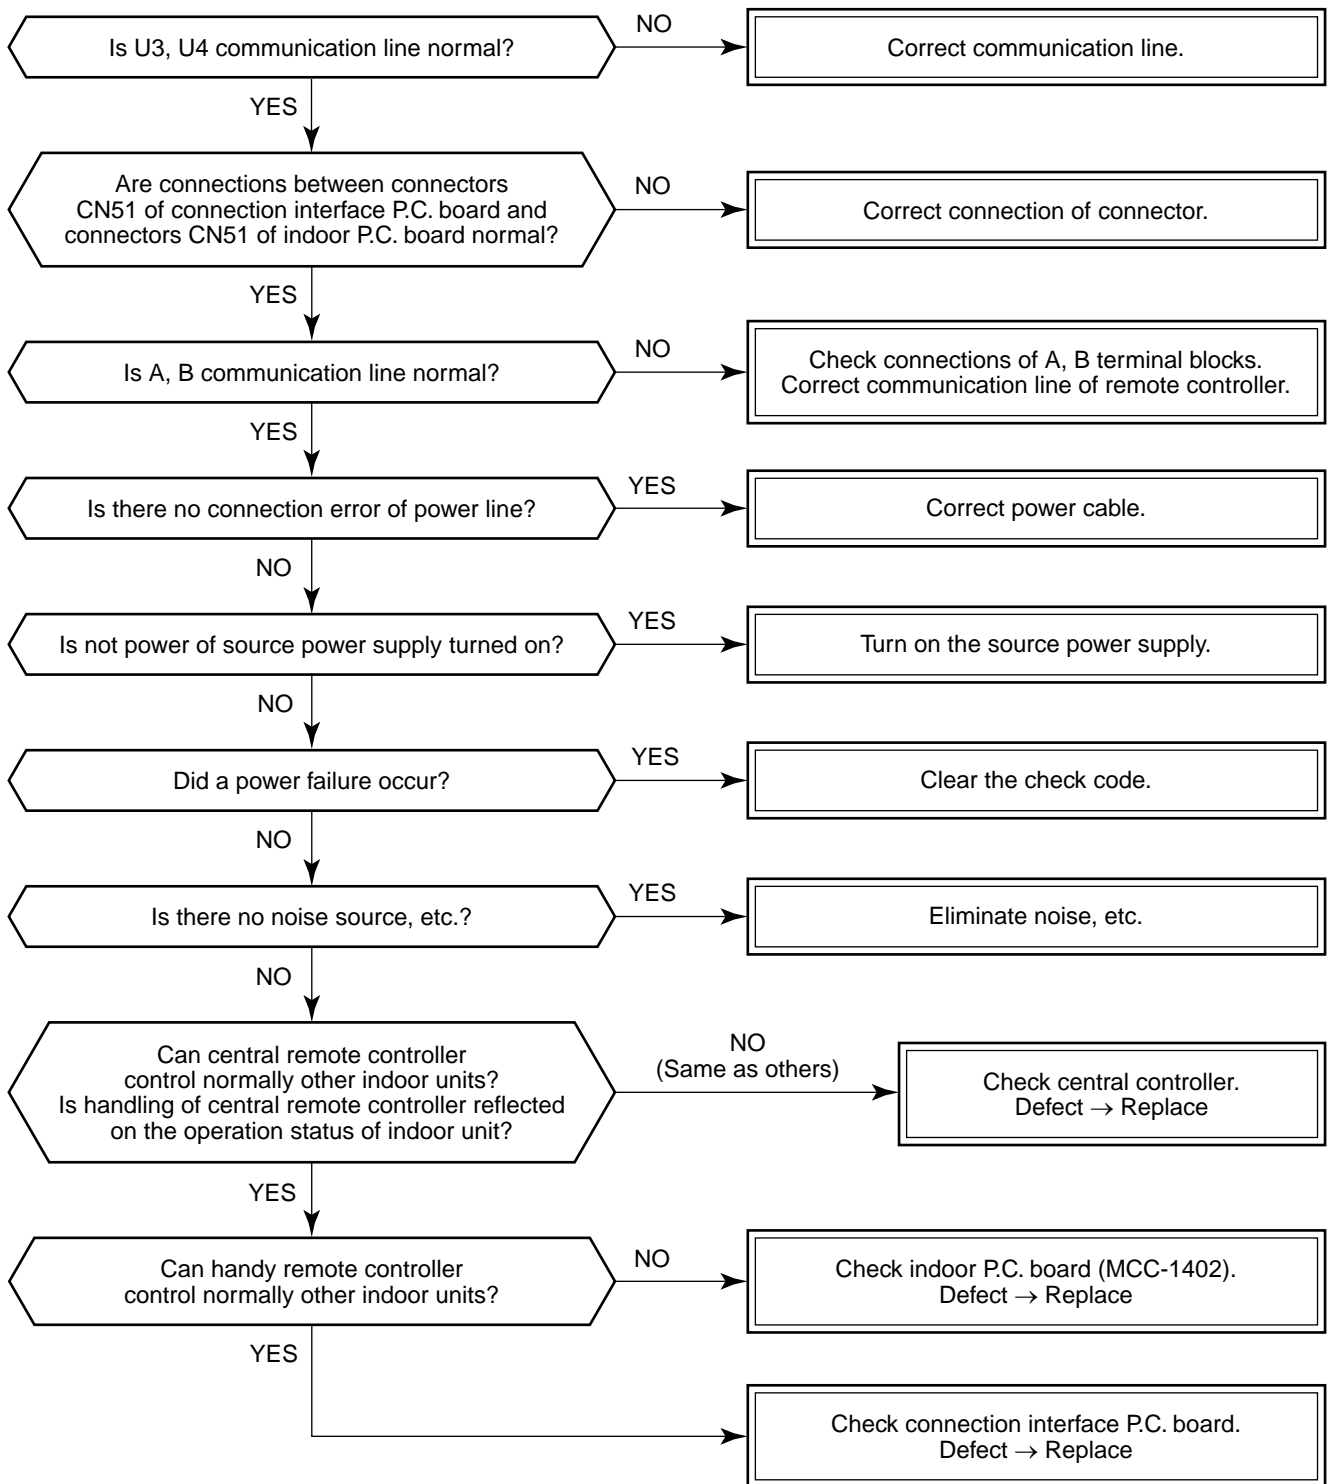 Is U3, U4 communication line normal?
NO
Correct communication line.
YES
Are connections between connectors
CN51 of connection interface P.C. board and
connectors CN51 of indoor P.C. board normal?
NO
Correct connection of connector.
YES
Is A, B communication line normal?
NO
Check connections of A, B terminal blocks.
Correct communication line of remote controller.
YES
Is there no connection error of power line?
YES
Correct power cable.
NO
Is not power of source power supply turned on?
YES
Turn on the source power supply.
NO
Did a power failure occur?
YES
Clear the check code.
NO
Is there no noise source, etc.?
YES
Eliminate noise, etc.
NO
Can central remote controller
control normally other indoor units?
Is handling of central remote controller reflected
on the operation status of indoor unit?
NO
(Same as others)
Check central controller.
Defect → Replace
YES
Can handy remote controller
control normally other indoor units?
NO
Check indoor P.C. board (MCC-1402).
Defect → Replace
YES
Check connection interface P.C. board.
Defect → Replace